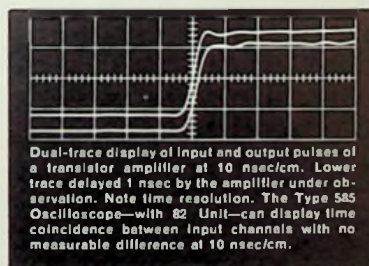 Dual-trace display of input and output pulses of
a transistor amplifier at 10 nsec/cm. Lower
trace delayed 1 nsec by the amplifier under ob-
servation. Note time resolution. The Type 585
Oscilloscope—with 82 Unit—can display time
coincidence between input channels with no
measurable difference at 10 nsec/cm.